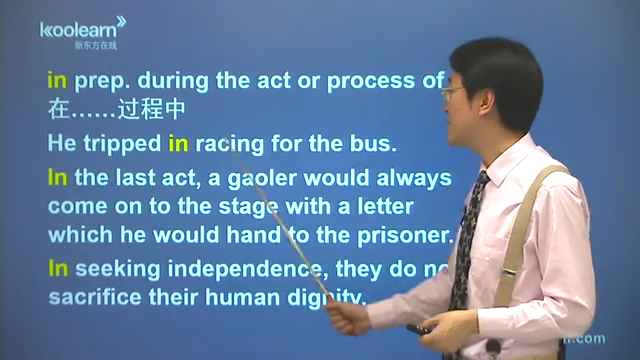 koolearn
新东方在线
in prep. during the act or process of
在……过程中
He tripped in racing for the bus.
In the last act, a gaoler would always
come on to the stage with a letter
which he would hand to the prisoner.
In seeking independence, they do
sacrifice their human dignity.
.com